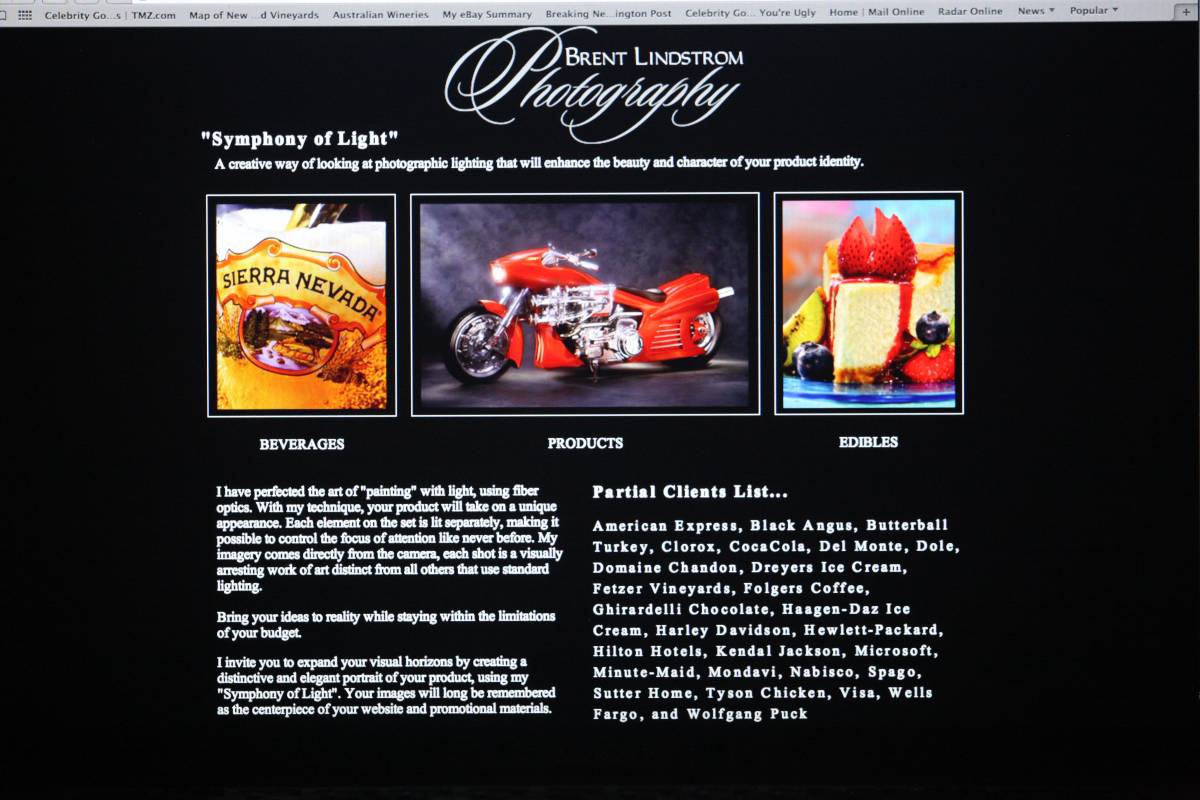 Celebrity Go...s | TMZ.com Map of New ...d Vineyards Australian Wineries My eBay Summary Breaking Ne...ington Post Celebrity Go... You're Ugly Home | Mail Online Radar Online News Popular
BRENT LINDSTROM
Photography
"Symphony of Light"
A creative way of looking at photographic lighting that will enhance the beauty and character of your product identity.
SIERRA NEVADA
BEVERAGES
PRODUCTS
EDIBLES
I have perfected the art of "painting" with light, using fiber
optics. With my technique, your product will take on a unique
appearance. Each element on the set is lit separately, making it
possible to control the focus of attention like never before. My
imagery comes directly from the camera, each shot is a visually
arresting work of art distinct from all others that use standard
lighting.
Bring your ideas to reality while staying within the limitations
of your budget.
I invite you to expand your visual horizons by creating a
distinctive and elegant portrait of your product, using my
"Symphony of Light". Your images will long be remembered
as the centerpiece of your website and promotional materials.
Partial Clients List...
American Express, Black Angus, Butterball
Turkey, Clorox, CocaCola, Del Monte, Dole,
Domaine Chandon, Dreyers Ice Cream,
Fetzer Vineyards, Folgers Coffee,
Ghirardelli Chocolate, Haagen-Daz Ice
Cream, Harley Davidson, Hewlett-Packard,
Hilton Hotels, Kendal Jackson, Microsoft,
Minute-Maid, Mondavi, Nabisco, Spago,
Sutter Home, Tyson Chicken, Visa, Wells
Fargo, and Wolfgang Puck